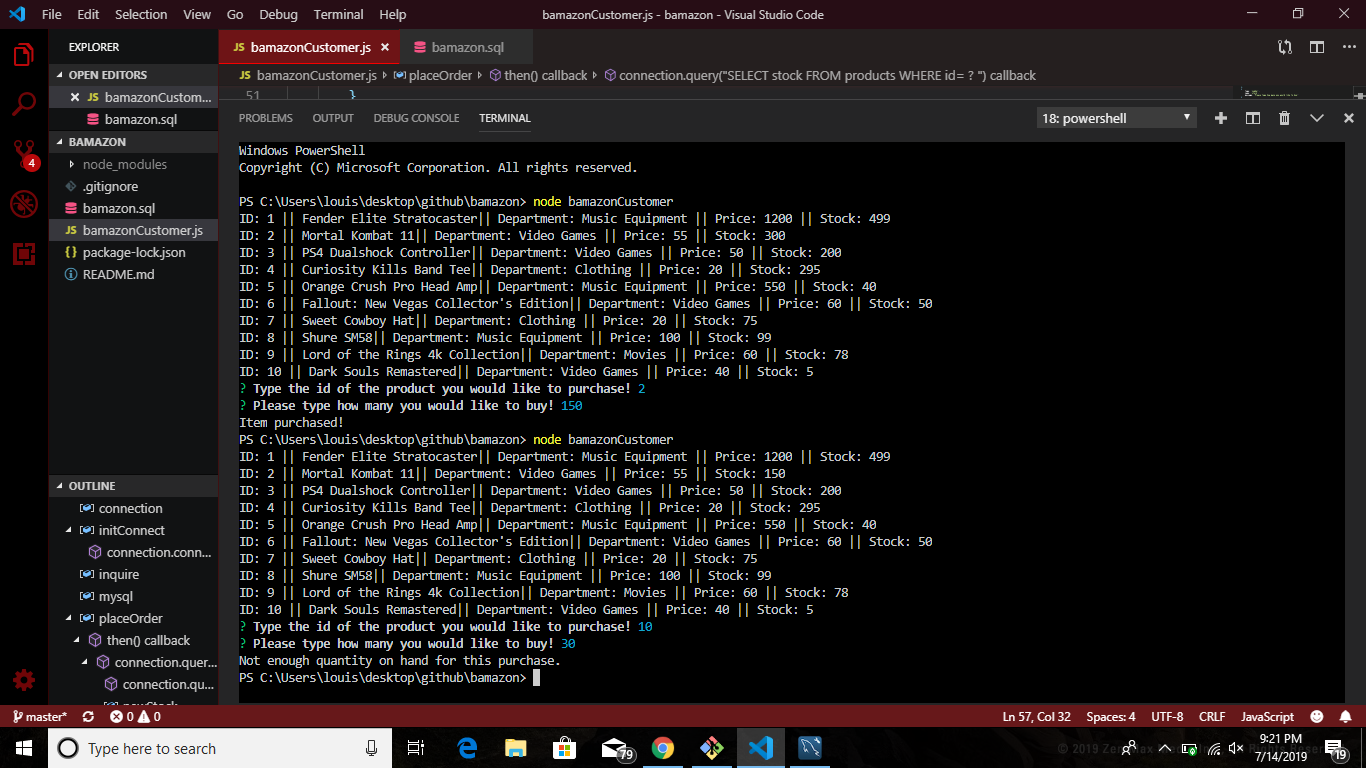 File Edit Selection View Go Debug Terminal Help bamazonCustomer.js - bamazon - Visual Studio Code
EXPLORER
OPEN EDITORS
JS bamazonCustom...
bamazon.sql
BAMAZON
node_modules
.gitignore
bamazon.sql
JS bamazonCustomer.js
{} package-lock.json
README.md
OUTLINE
connection
initConnect
connection.conn...
inquire
mysql
placeOrder
then() callback
connection.quer...
connection.qu...
newStock
4
JS bamazonCustomer.js bamazon.sql
JS bamazonCustomer.js placeOrder then() callback connection.query("SELECT stock FROM products WHERE id= ? ") callback
51 }
PROBLEMS OUTPUT DEBUG CONSOLE TERMINAL 18: powershell
Windows PowerShell
Copyright (C) Microsoft Corporation. All rights reserved.
PS C:\Users\louis\desktop\github\bamazon> node bamazonCustomer
ID: 1 || Fender Elite Stratocaster|| Department: Music Equipment || Price: 1200 || Stock: 499
ID: 2 || Mortal Kombat 11|| Department: Video Games || Price: 55 || Stock: 300
ID: 3 || PS4 Dualshock Controller|| Department: Video Games || Price: 50 || Stock: 200
ID: 4 || Curiosity Kills Band Tee|| Department: Clothing || Price: 20 || Stock: 295
ID: 5 || Orange Crush Pro Head Amp|| Department: Music Equipment || Price: 550 || Stock: 40
ID: 6 || Fallout: New Vegas Collector's Edition|| Department: Video Games || Price: 60 || Stock: 50
ID: 7 || Sweet Cowboy Hat|| Department: Clothing || Price: 20 || Stock: 75
ID: 8 || Shure SM58|| Department: Music Equipment || Price: 100 || Stock: 99
ID: 9 || Lord of the Rings 4k Collection|| Department: Movies || Price: 60 || Stock: 78
ID: 10 || Dark Souls Remastered|| Department: Video Games || Price: 40 || Stock: 5
? Type the id of the product you would like to purchase! 2
? Please type how many you would like to buy! 150
Item purchased!
PS C:\Users\louis\desktop\github\bamazon> node bamazonCustomer
ID: 1 || Fender Elite Stratocaster|| Department: Music Equipment || Price: 1200 || Stock: 499
ID: 2 || Mortal Kombat 11|| Department: Video Games || Price: 55 || Stock: 150
ID: 3 || PS4 Dualshock Controller|| Department: Video Games || Price: 50 || Stock: 200
ID: 4 || Curiosity Kills Band Tee|| Department: Clothing || Price: 20 || Stock: 295
ID: 5 || Orange Crush Pro Head Amp|| Department: Music Equipment || Price: 550 || Stock: 40
ID: 6 || Fallout: New Vegas Collector's Edition|| Department: Video Games || Price: 60 || Stock: 50
ID: 7 || Sweet Cowboy Hat|| Department: Clothing || Price: 20 || Stock: 75
ID: 8 || Shure SM58|| Department: Music Equipment || Price: 100 || Stock: 99
ID: 9 || Lord of the Rings 4k Collection|| Department: Movies || Price: 60 || Stock: 78
ID: 10 || Dark Souls Remastered|| Department: Video Games || Price: 40 || Stock: 5
? Type the id of the product you would like to purchase! 10
? Please type how many you would like to buy! 30
Not enough quantity on hand for this purchase.
PS C:\Users\louis\desktop\github\bamazon>
master* 0 0 Ln 57, Col 32 Spaces: 4 UTF-8 CRLF JavaScript
Type here to search 79 9:21 PM
7/14/2019 19